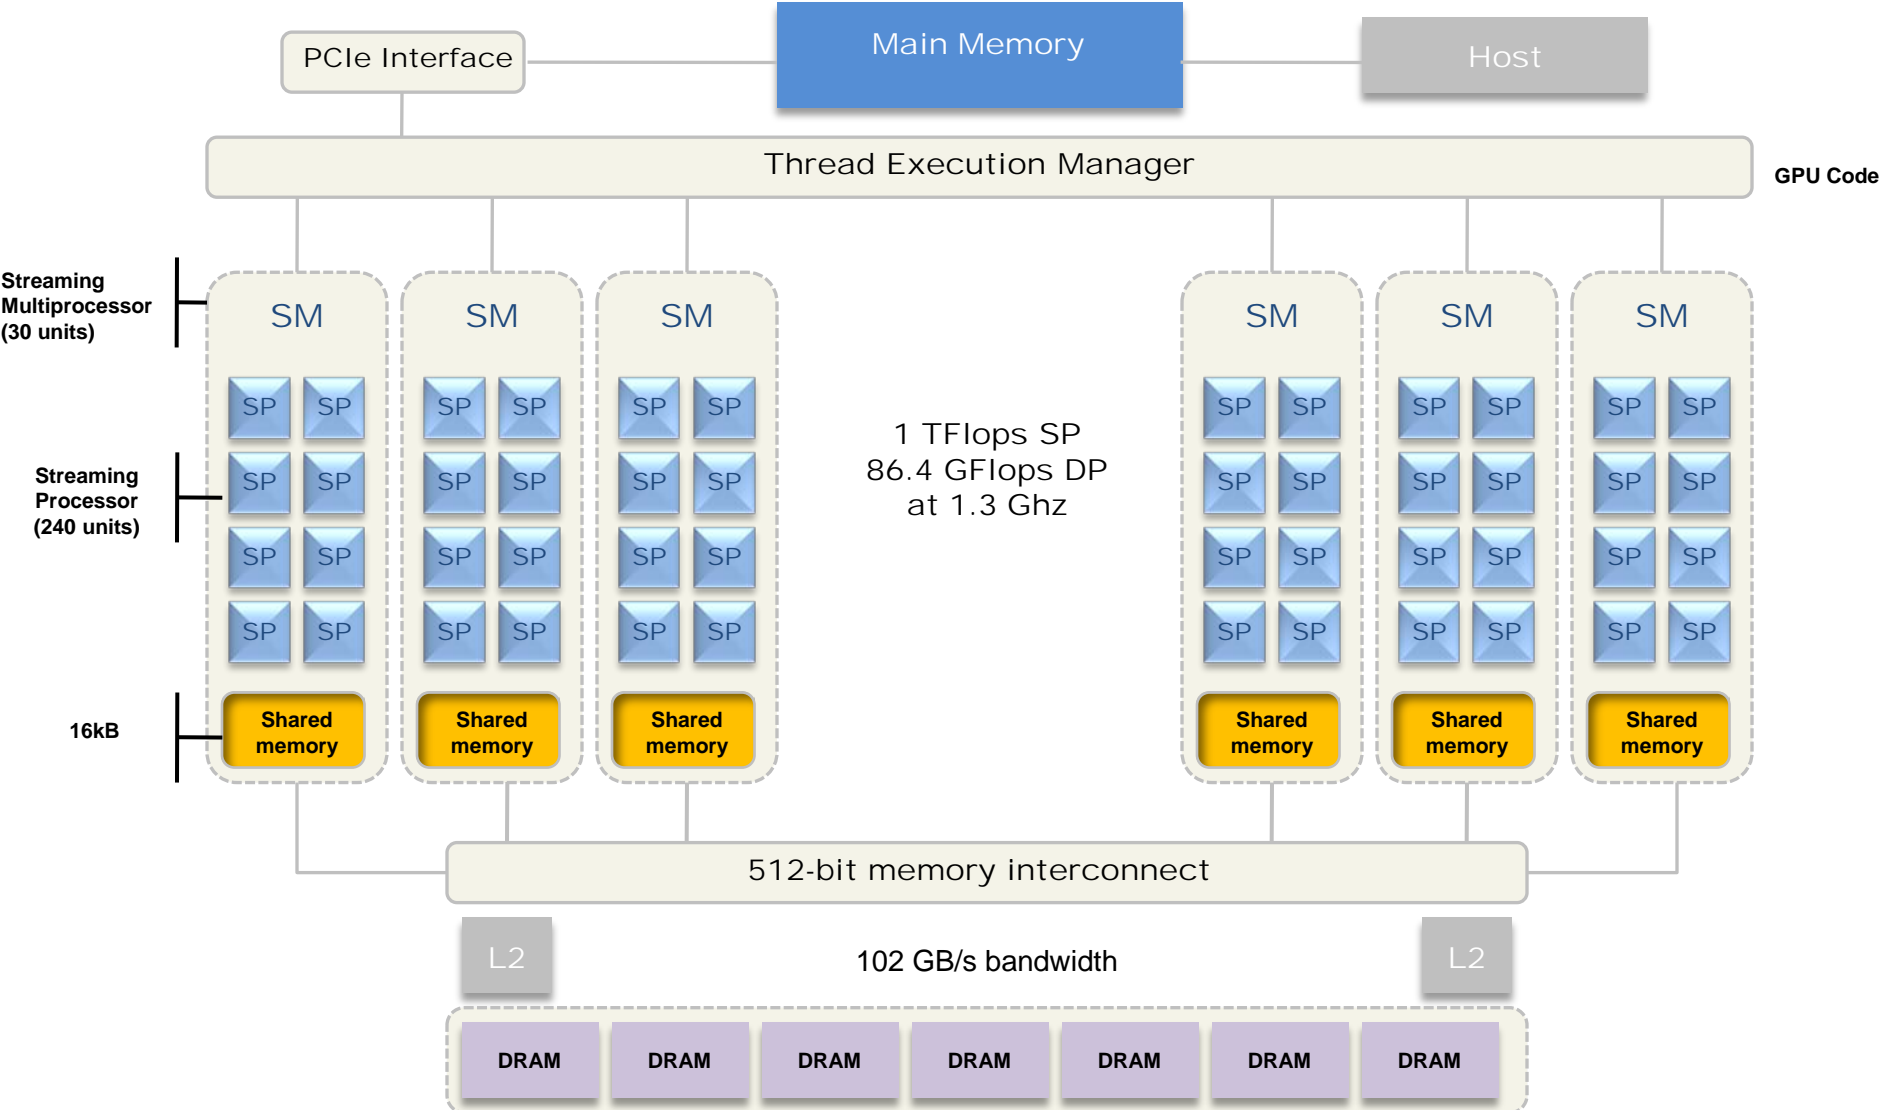 PCIe Interface
Main Memory
Host
Thread Execution Manager
GPU Code
Streaming
Multiprocessor
(30 units)
SM SM SM SM SM SM
SP SP SP SP SP SP SP SP SP SP SP SP
Streaming
Processor
(240 units)
SP SP SP SP SP SP SP SP SP SP SP SP
SP SP SP SP SP SP SP SP SP SP SP SP
SP SP SP SP SP SP SP SP SP SP SP SP
1 TFlops SP
86.4 GFlops DP
at 1.3 Ghz
16kB
Shared Shared Shared Shared Shared Shared
memory memory memory memory memory memory
512-bit memory interconnect
L2 102 GB/s bandwidth L2
DRAM DRAM DRAM DRAM DRAM DRAM DRAM